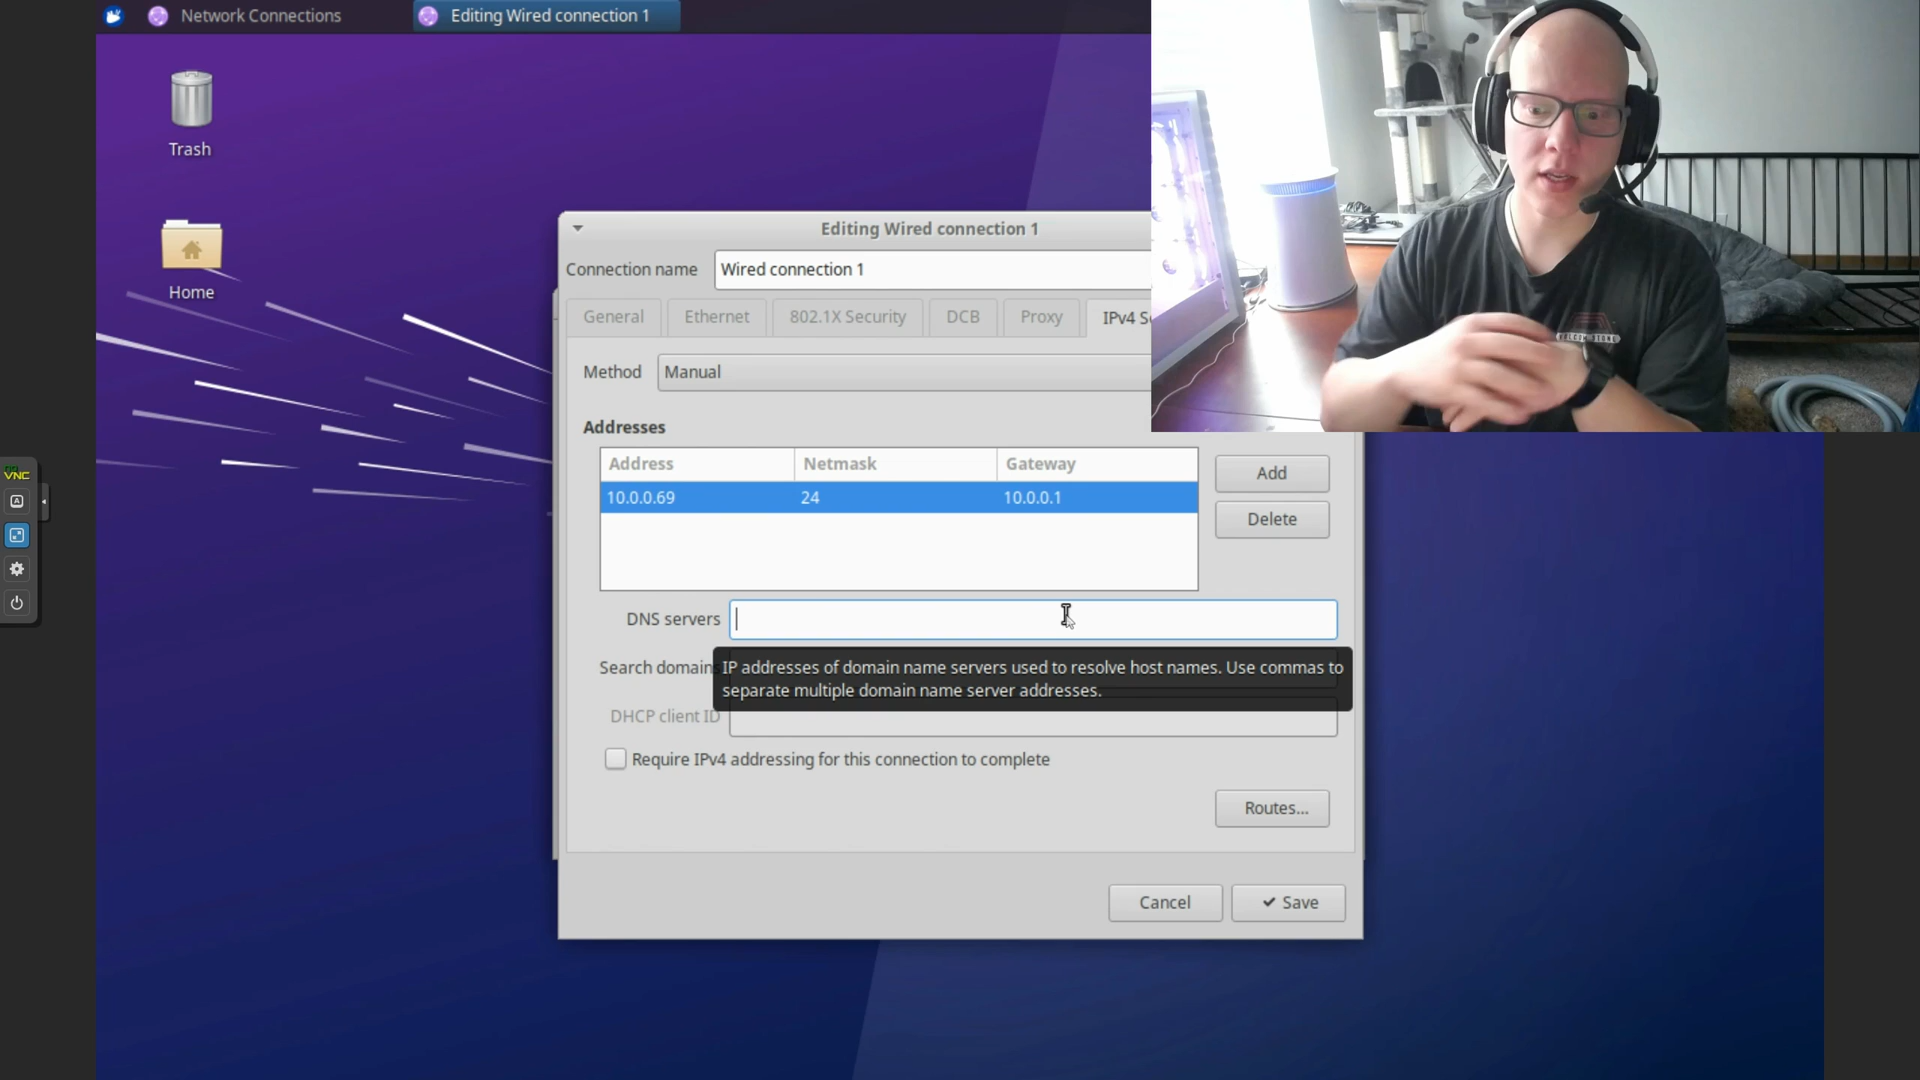 Network Connections
Editing Wired connection 1
Trash
Home
Editing Wired connection 1
Connection name
Wired connection 1
General
Ethernet
802.1X Security
DCB
Proxy
IPv4 S
Method
Manual
Addresses
Address
Netmask
Gateway
10.0.0.69
24
10.0.0.1
Add
Delete
DNS servers
Search domains
IP addresses of domain name servers used to resolve host names. Use commas to
separate multiple domain name server addresses.
DHCP client ID
Require IPv4 addressing for this connection to complete
Routes...
Cancel
Save
VNC
A